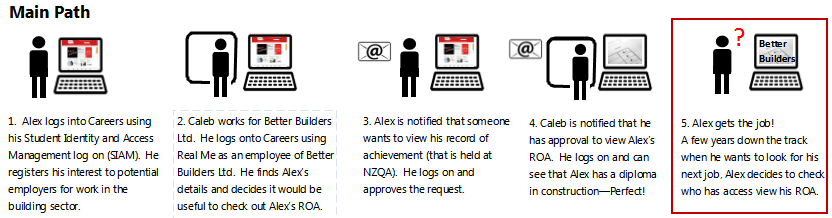 Main Path
@
@
?
Better
Builders
1. Alex logs into Careers using
his Student Identity and Access
Management log on (SIAM). He
registers his interest to potential
employers for work in the
building sector.
2. Caleb works for Better Builders
Ltd. He logs onto Careers using
Real Me as an employee of Better
Builders Ltd. He finds Alex's
details and decides it would be
useful to check out Alex's ROA.
3. Alex is notified that someone
wants to view his record of
achievement (that is held at
NZQA). He logs on and
approves the request.
4. Caleb is notified that he
has approval to view Alex's
ROA. He logs on and can
see that Alex has a diploma
in construction—Perfect!
5. Alex gets the job!
A few years down the track
when he wants to look for his
next job, Alex decides to check
who has access view his ROA.